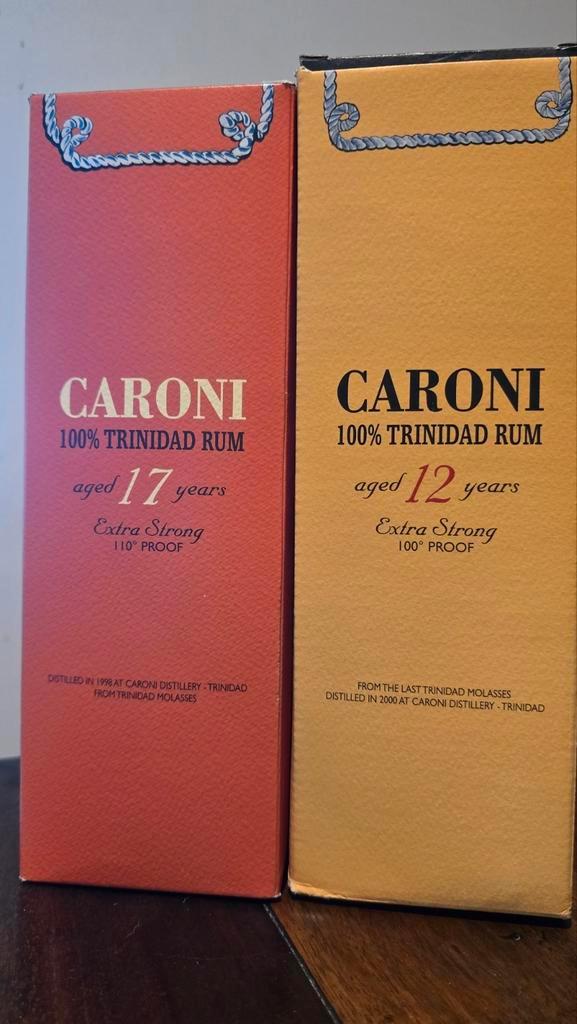 CARONI
100% TRINIDAD RUM
aged 17 years
Extra Strong
110° PROOF
DISTILLED IN 1998 AT CARONI DISTILLERY - TRINIDAD
FROM TRINIDAD MOLASSES
CARONI
100% TRINIDAD RUM
aged 12 years
Extra Strong
100° PROOF
FROM THE LAST TRINIDAD MOLASSES
DISTILLED IN 2000 AT CARONI DISTILLERY - TRINIDAD